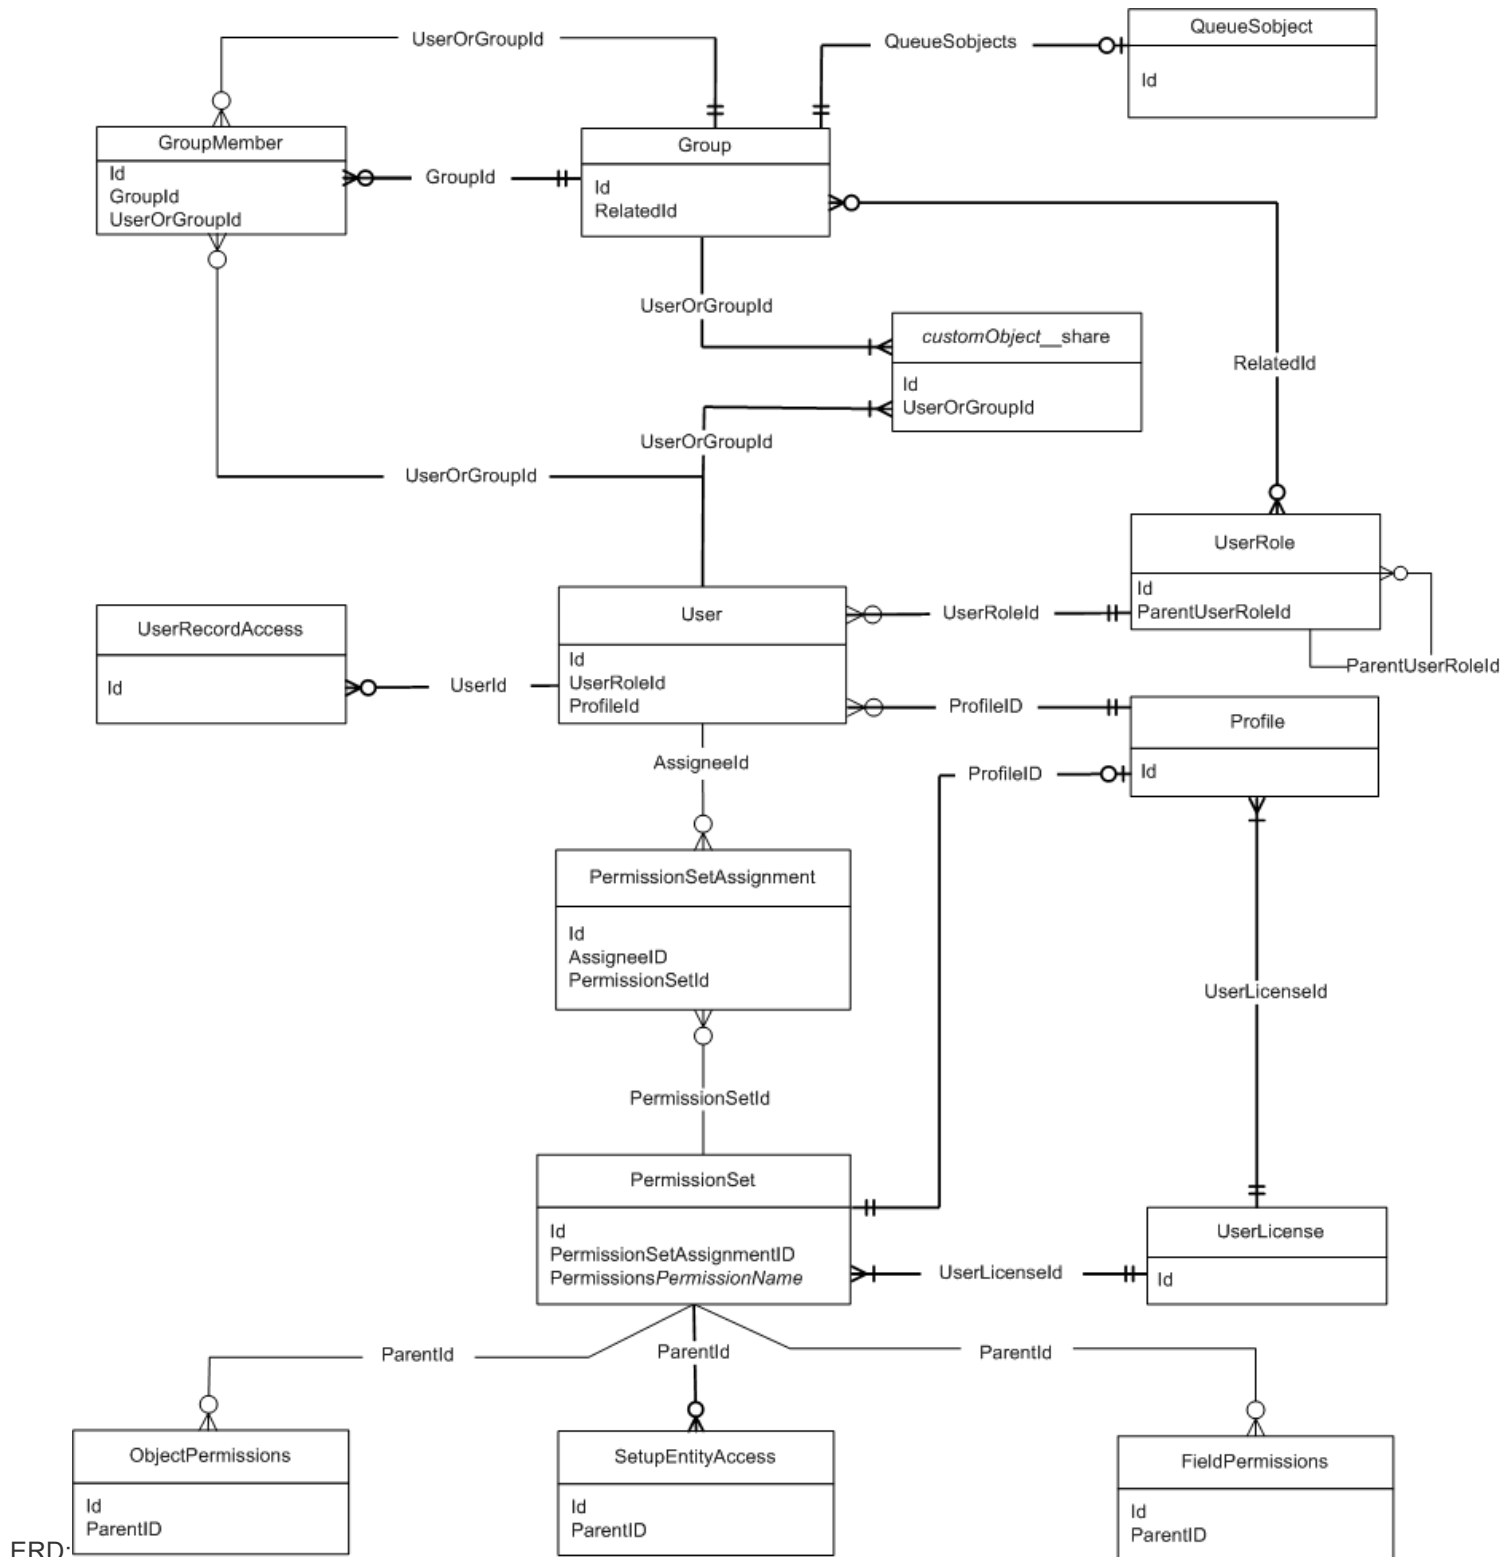 UserOrGroupId
QueueSobjects
QueueSobject
Id
GroupMember
Id
GroupId
UserOrGroupId
GroupId
Group
Id
RelatedId
UserOrGroupId
customObject__share
Id
UserOrGroupId
RelatedId
UserOrGroupId
UserOrGroupId
UserRole
Id
ParentUserRoleId
ParentUserRoleId
UserRecordAccess
Id
UserId
User
Id
UserRoleId
ProfileId
UserRoleId
ProfileID
Profile
Id
ProfileID
AssigneeId
PermissionSetAssignment
Id
AssigneeID
PermissionSetId
UserLicenseId
PermissionSetId
PermissionSet
Id
PermissionSetAssignmentID
PermissionsPermissionName
UserLicenseId
UserLicense
Id
ParentId
ParentId
ParentId
ObjectPermissions
Id
ParentID
SetupEntityAccess
Id
ParentID
FieldPermissions
Id
ParentID
ERD: